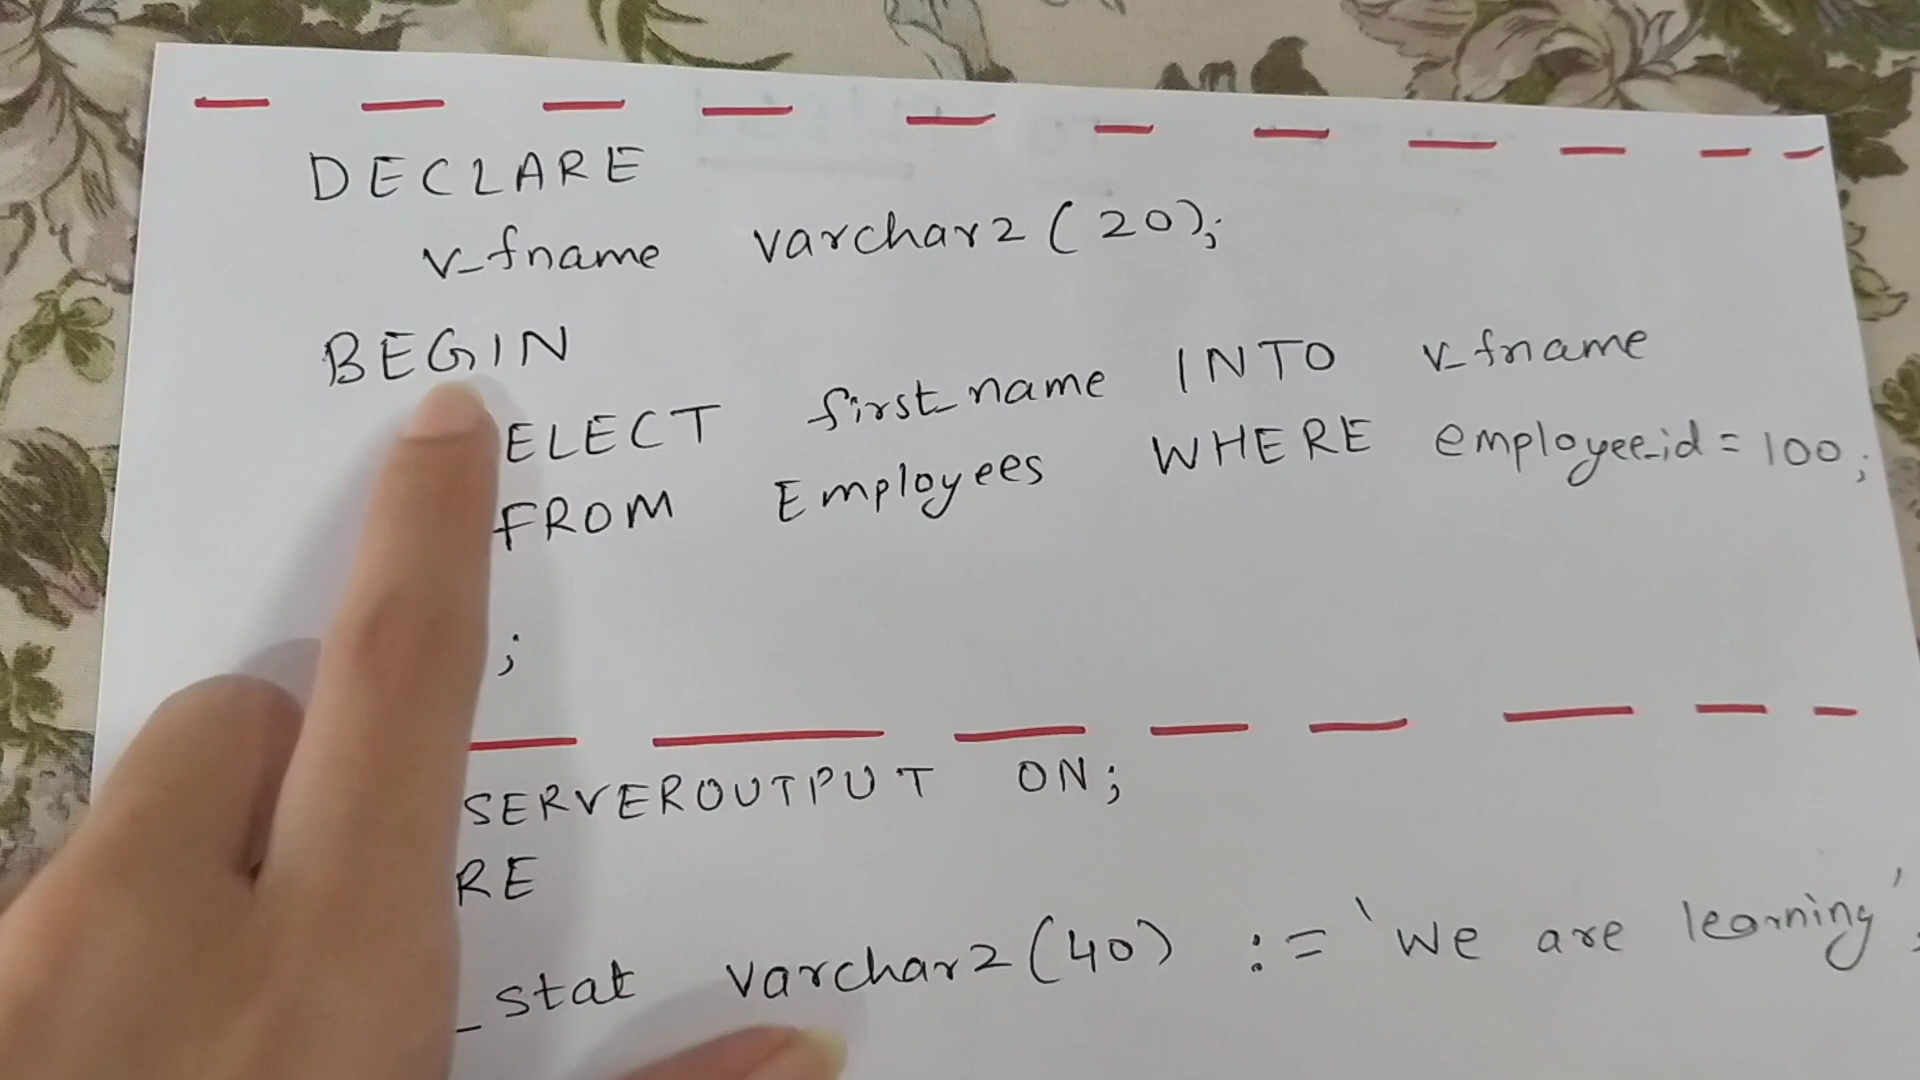 DECLARE
v_fname varchar2(20);
BEGIN
ELECT first_name INTO v_fname
FROM Employees WHERE employee_id = 100;
;
SERVEROUTPUT ON;
RE
_stat varchar2(40) := 'We are learning';